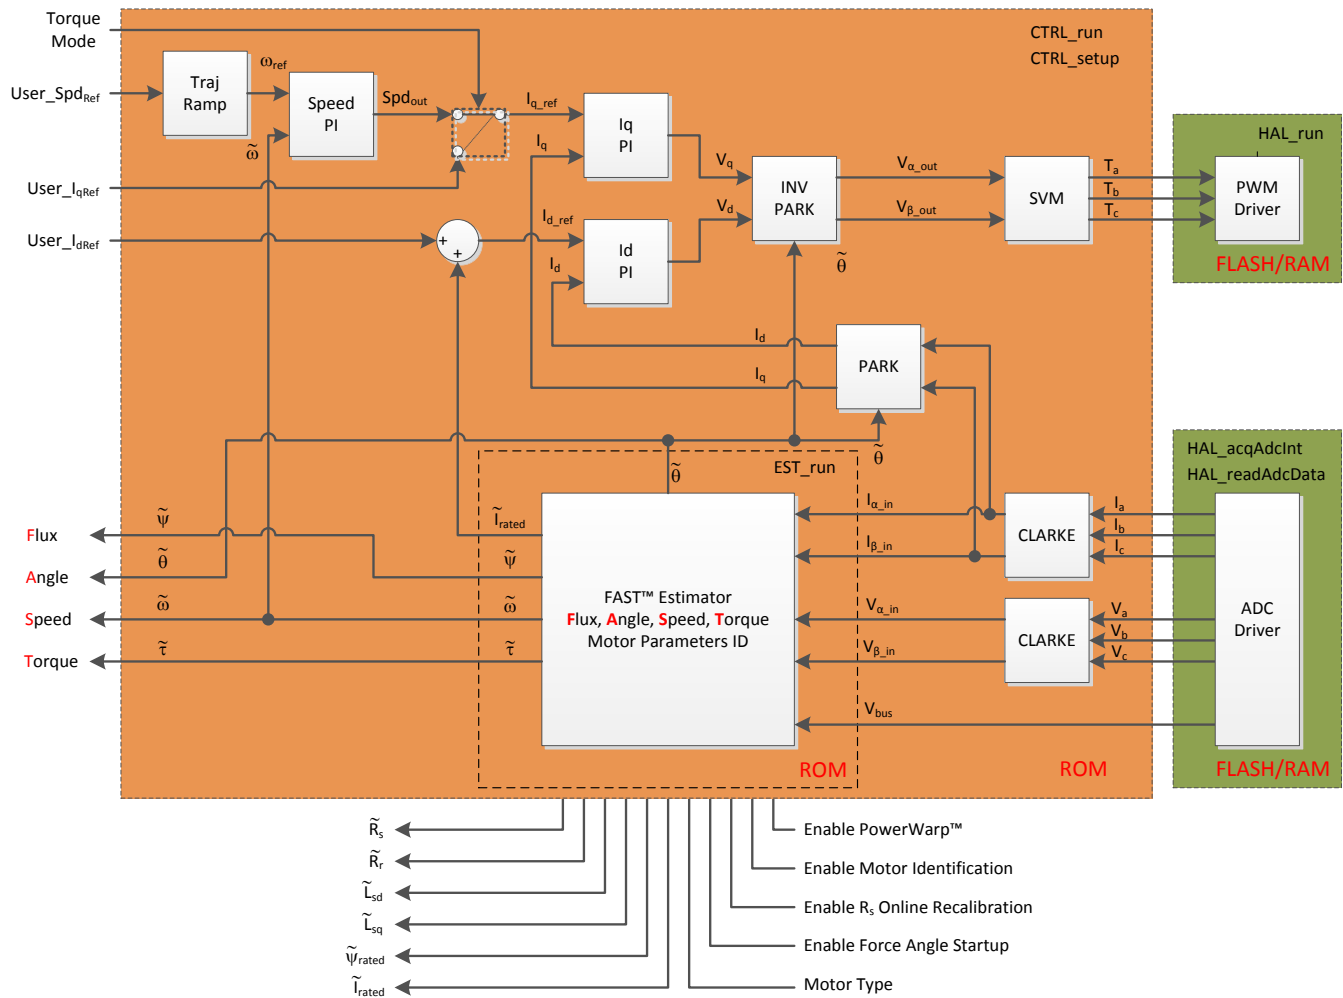 Torque
Mode
CTRL_run
CTRL_setup
User_SpdRef
Traj
Ramp
ωref
Speed
PI
Spdout
ω̃
Iq_ref
Iq
Iq
PI
User_IqRef
Vq
Vd
INV
PARK
Vα_out
Vβ_out
SVM
Ta
Tb
Tc
HAL_run
PWM
Driver
FLASH/RAM
User_IdRef
+
+
Id_ref
Id
Id
PI
θ̃
Id
Iq
PARK
θ̃
θ̃
EST_run
HAL_acqAdcInt
HAL_readAdcData
Flux
Angle
Speed
Torque
ψ̃
θ̃
ω̃
τ̃
Ĩrated
ψ̃
ω̃
τ̃
FAST™ Estimator
Flux, Angle, Speed, Torque
Motor Parameters ID
Iα_in
Iβ_in
Vα_in
Vβ_in
Vbus
CLARKE
CLARKE
Ia
Ib
Ic
Va
Vb
Vc
ADC
Driver
ROM
ROM
FLASH/RAM
R̃s
R̃r
L̃sd
L̃sq
ψ̃rated
Ĩrated
Enable PowerWarp™
Enable Motor Identification
Enable Rs Online Recalibration
Enable Force Angle Startup
Motor Type